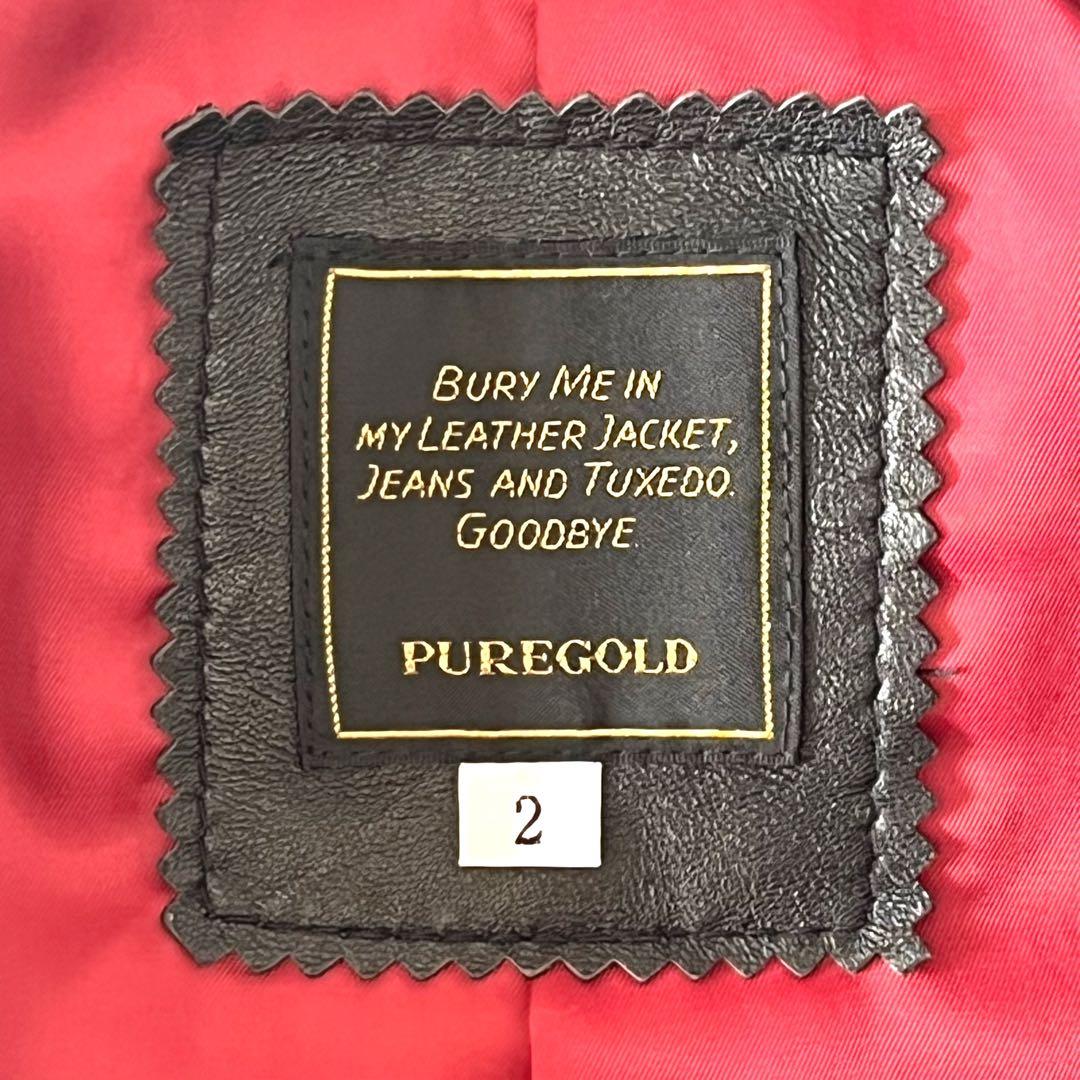 BURY ME IN
MY LEATHER JACKET,
JEANS AND TUXEDO.
GOODBYE.
PUREGOLD
2